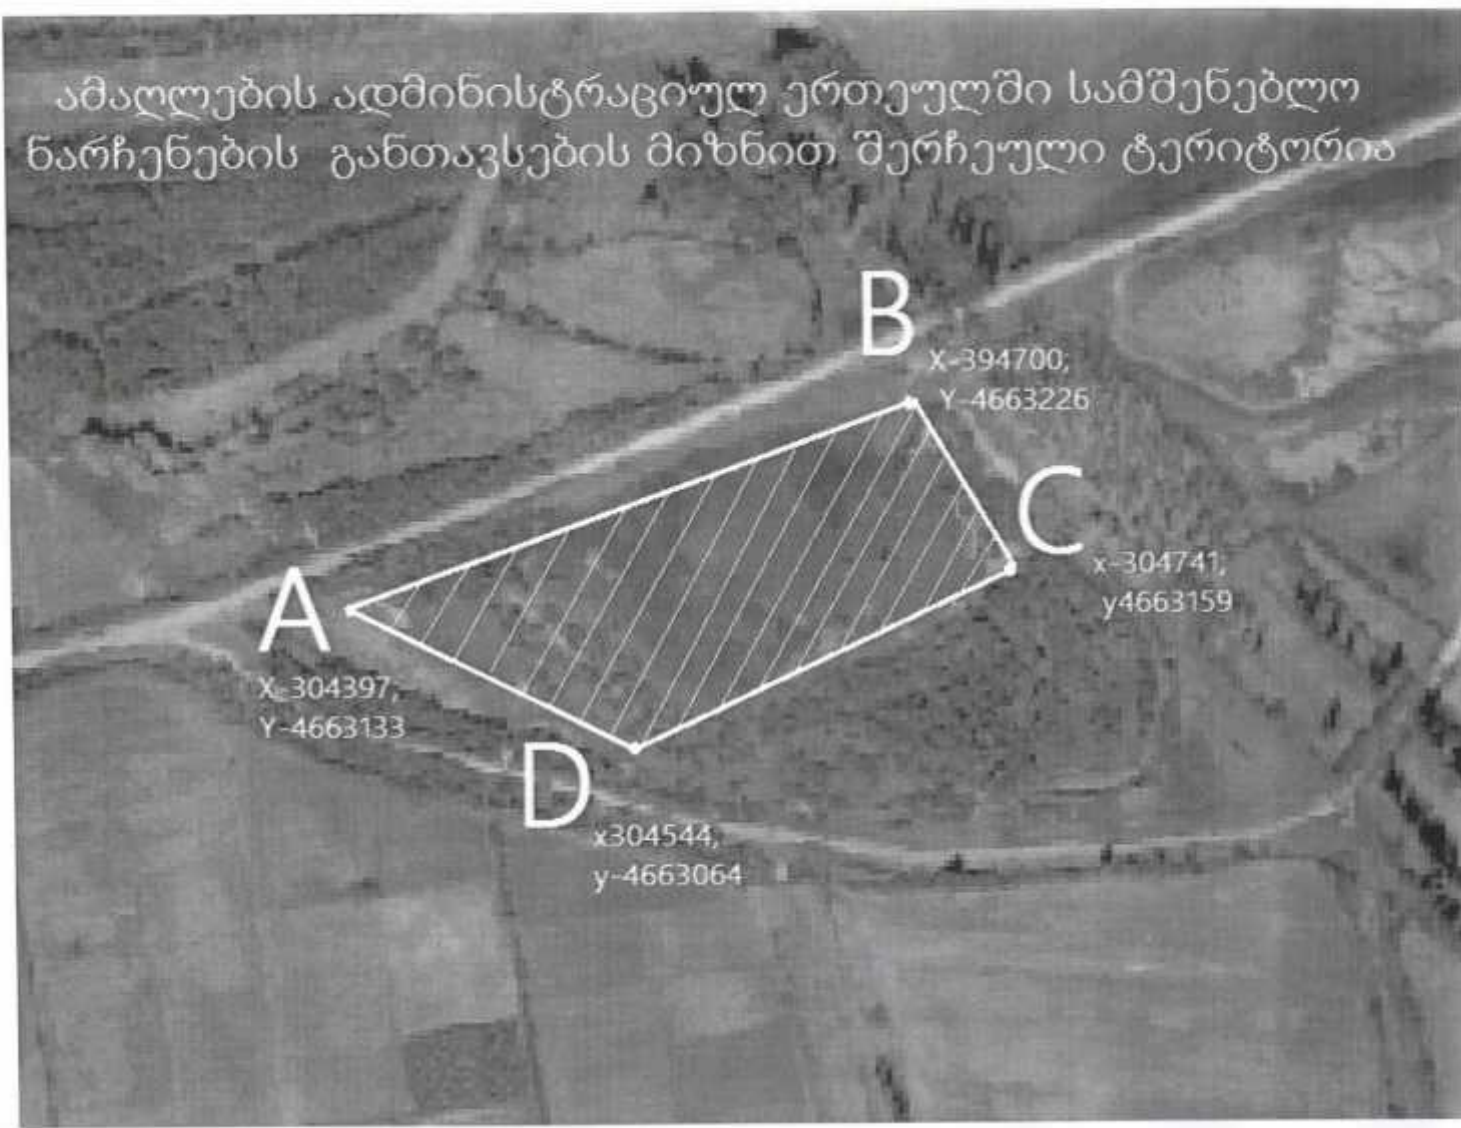 ამაღლების ადმინისტრაციულ ერთეულში სამშენებლო
ნარჩენების განთავსების მიზნით შერჩეული ტერიტორია
B
X-394700;
Y-4663226
C
x-304741;
y4663159
A
X-304397;
Y-4663133
D
x304544;
y-4663064